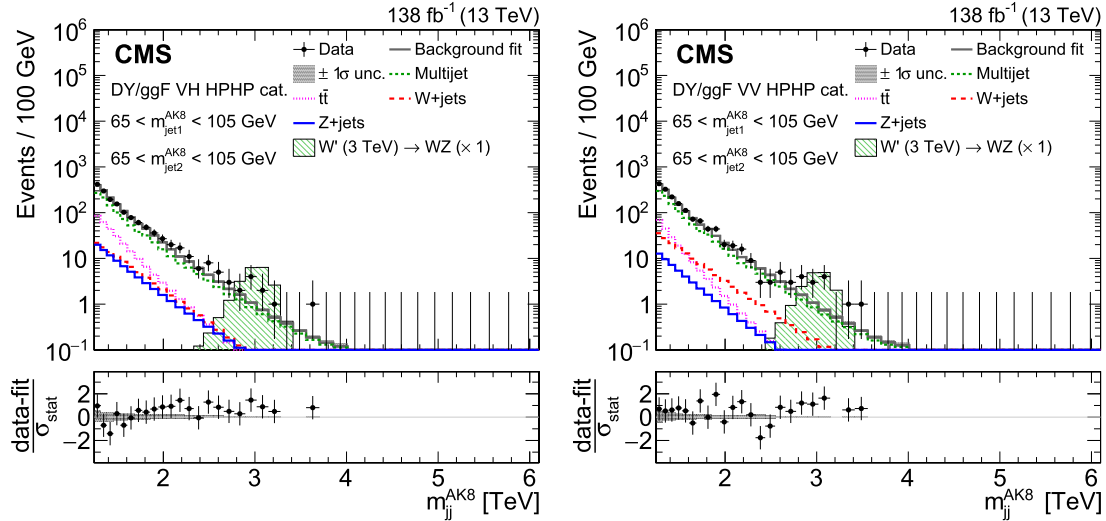 138 fb⁻¹ (13 TeV)
CMS
Data
Background fit
± 1σ unc.
Multijet
tt̄
W+jets
Z+jets
W' (3 TeV) → WZ (× 1)
DY/ggF VH HPHP cat.
65 < m_jet1^AK8 < 105 GeV
65 < m_jet2^AK8 < 105 GeV
Events / 100 GeV
10⁶
10⁵
10⁴
10³
10²
10
1
10⁻¹
data-fit
σ_stat
2
0
−2
2
3
4
5
6
m_jj^AK8 [TeV]
138 fb⁻¹ (13 TeV)
CMS
Data
Background fit
± 1σ unc.
Multijet
tt̄
W+jets
Z+jets
W' (3 TeV) → WZ (× 1)
DY/ggF VV HPHP cat.
65 < m_jet1^AK8 < 105 GeV
65 < m_jet2^AK8 < 105 GeV
Events / 100 GeV
10⁶
10⁵
10⁴
10³
10²
10
1
10⁻¹
data-fit
σ_stat
2
0
−2
2
3
4
5
6
m_jj^AK8 [TeV]